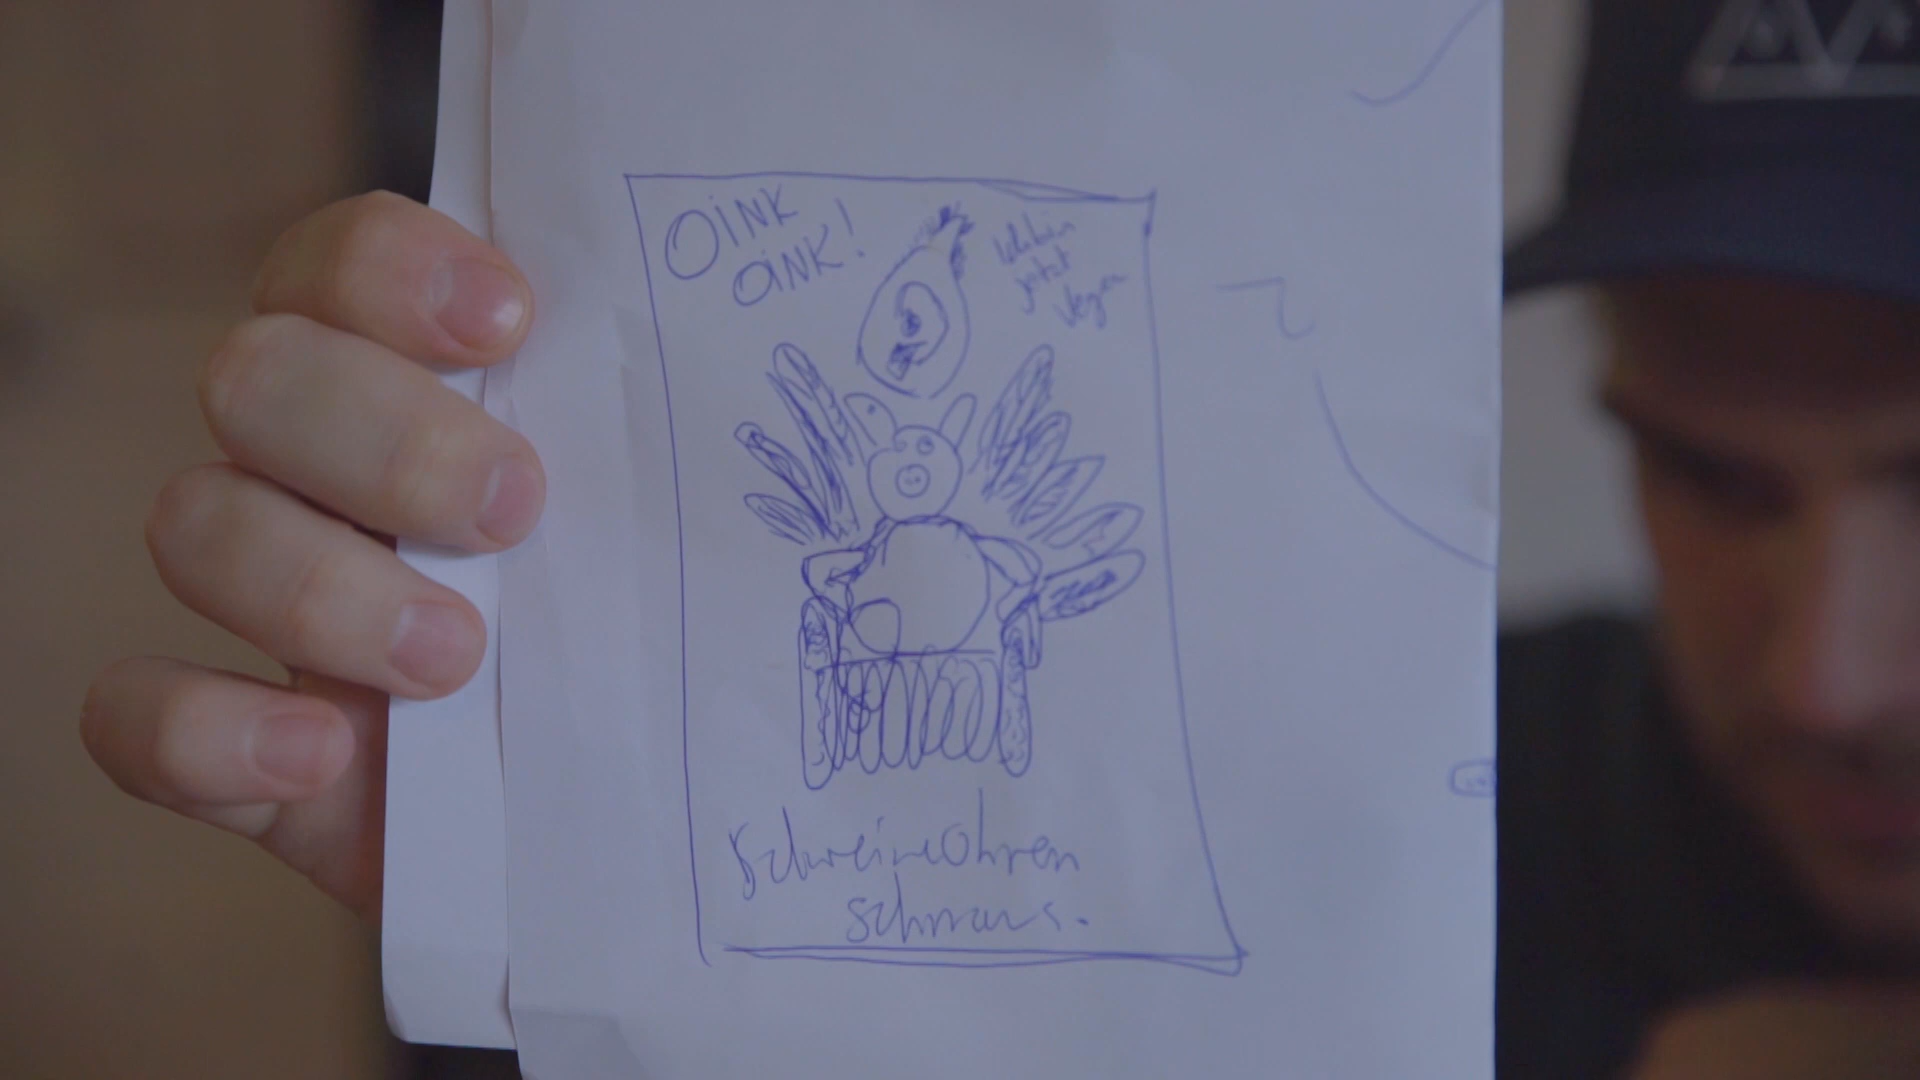 OiNK
OiNK!
Ich bin
jetzt
Vegan
Schweineohren
schmaus.